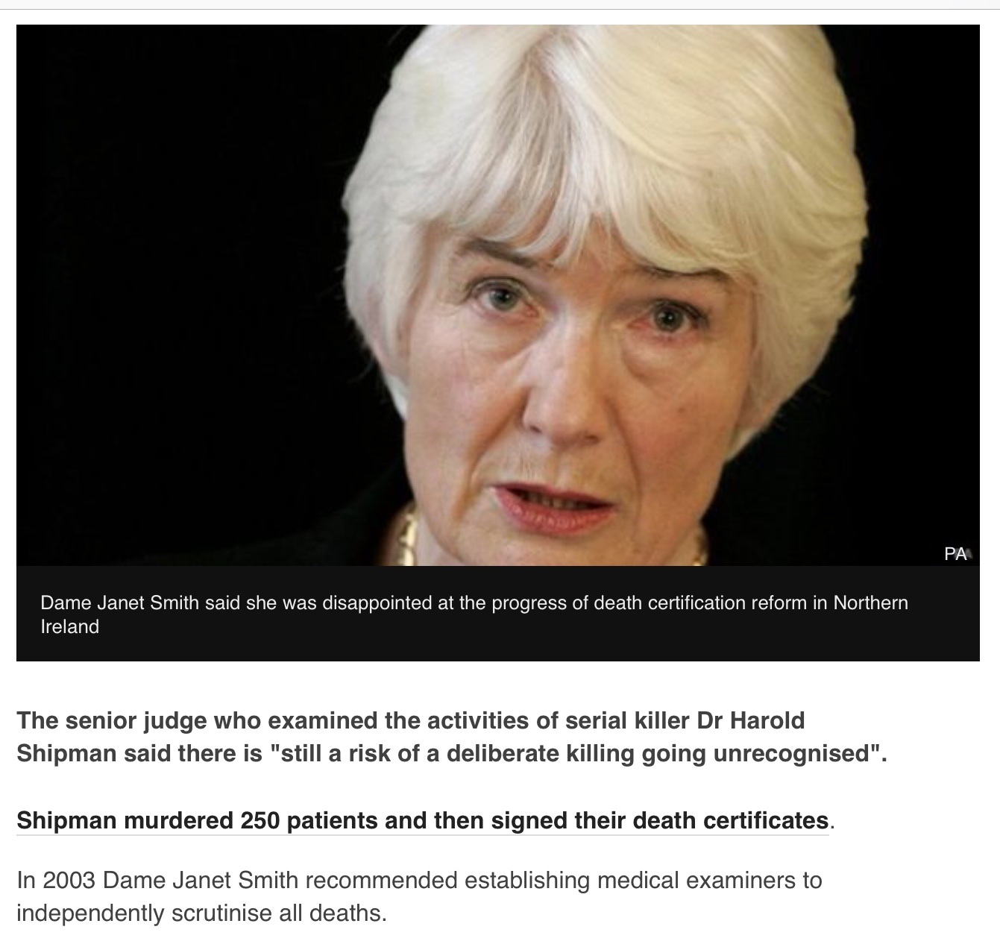 PA
Dame Janet Smith said she was disappointed at the progress of death certification reform in Northern
Ireland
The senior judge who examined the activities of serial killer Dr Harold
Shipman said there is "still a risk of a deliberate killing going unrecognised".
Shipman murdered 250 patients and then signed their death certificates.
In 2003 Dame Janet Smith recommended establishing medical examiners to
independently scrutinise all deaths.